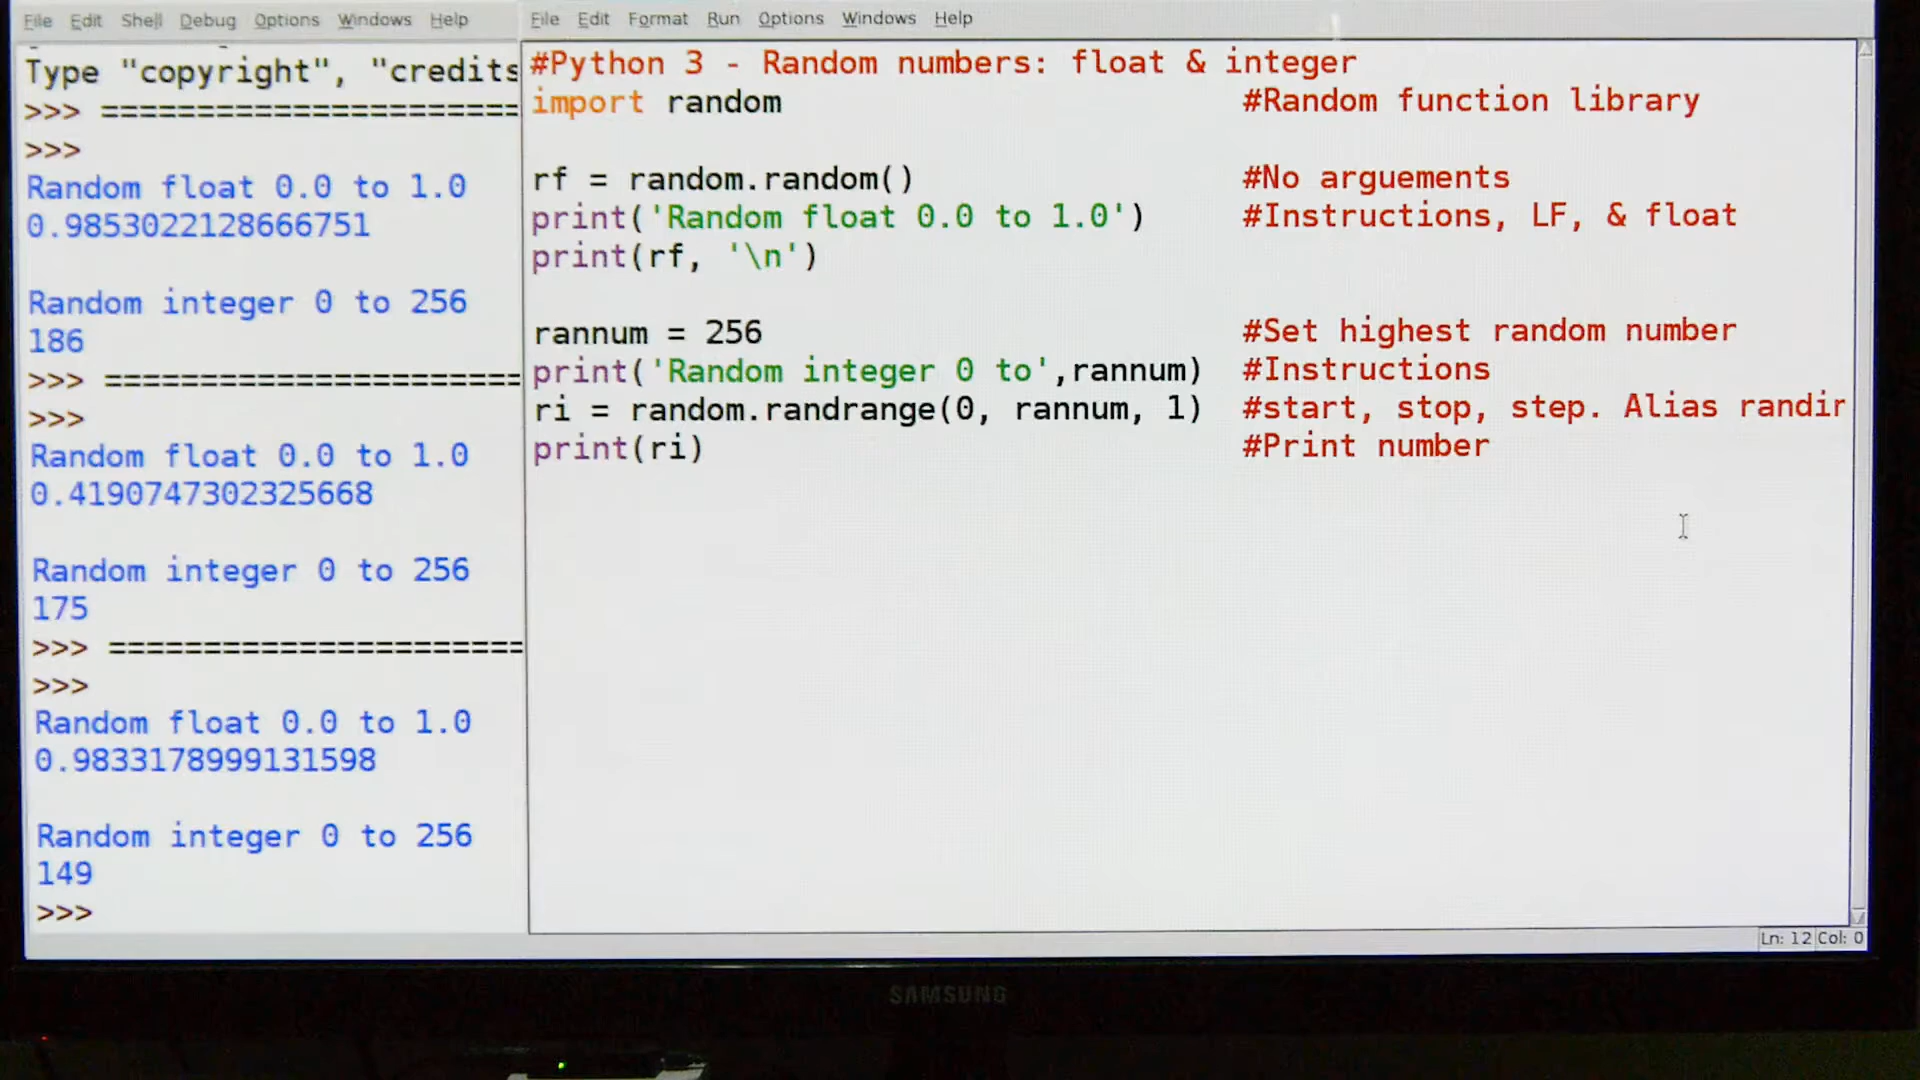 File Edit Shell Debug Options Windows Help
Type "copyright", "credits
>>> ======================
>>>
Random float 0.0 to 1.0
0.9853022128666751
Random integer 0 to 256
186
>>> ======================
>>>
Random float 0.0 to 1.0
0.4190747302325668
Random integer 0 to 256
175
>>> ======================
>>>
Random float 0.0 to 1.0
0.9833178999131598
Random integer 0 to 256
149
>>>
File Edit Format Run Options Windows Help
#Python 3 - Random numbers: float & integer
import random #Random function library
rf = random.random() #No arguements
print('Random float 0.0 to 1.0') #Instructions, LF, & float
print(rf, '\n')
rannum = 256 #Set highest random number
print('Random integer 0 to',rannum) #Instructions
ri = random.randrange(0, rannum, 1) #start, stop, step. Alias randir
print(ri) #Print number
Ln: 12 Col: 0
SAMSUNG